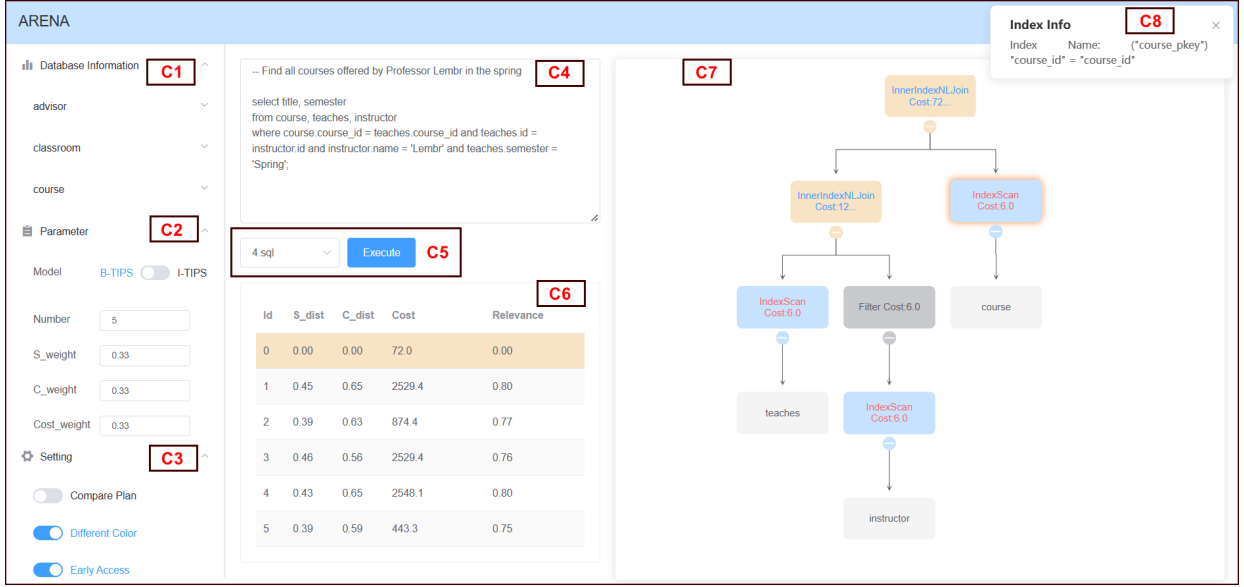 ARENA
Database Information
C1
advisor
classroom
course
Parameter
C2
Model
B-TIPS
I-TIPS
Number
5
S_weight
0.33
C_weight
0.33
Cost_weight
0.33
Setting
C3
Compare Plan
Different Color
Early Access
-- Find all courses offered by Professor Lembr in the spring
C4
select title, semester
from course, teaches, instructor
where course.course_id = teaches.course_id and teaches.id =
instructor.id and instructor.name = 'Lembr' and teaches.semester =
'Spring';
4.sql
Execute
C5
C6
Id S_dist C_dist Cost Relevance
0 0.00 0.00 72.0 0.00
1 0.45 0.65 2529.4 0.80
2 0.39 0.63 874.4 0.77
3 0.46 0.56 2529.4 0.76
4 0.43 0.65 2548.1 0.80
5 0.39 0.59 443.3 0.75
C7
InnerIndexNLJoin
Cost:72...
InnerIndexNLJoin
Cost:12...
IndexScan
Cost:6.0
IndexScan
Cost:6.0
Filter Cost:6.0
course
teaches
IndexScan
Cost:6.0
instructor
Index Info
C8
Index Name: ("course_pkey")
"course_id" = "course_id"